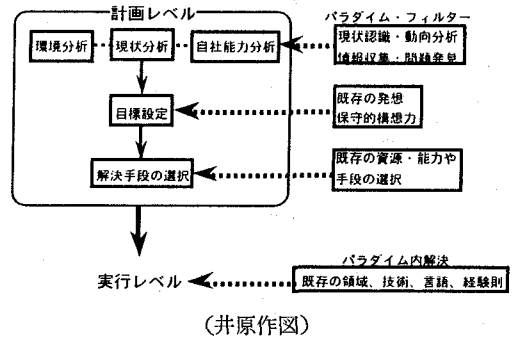 計画レベル
環境分析
現状分析
自社能力分析
目標設定
解決手段の選択
実行レベル
パラダイム・フィルター
現状認識・動向分析
情報収集・問題発見
既存の発想
保守的構想力
既存の資源・能力や
手段の選択
パラダイム内解決
既存の領域、技術、言語、経験則
（井原作図）